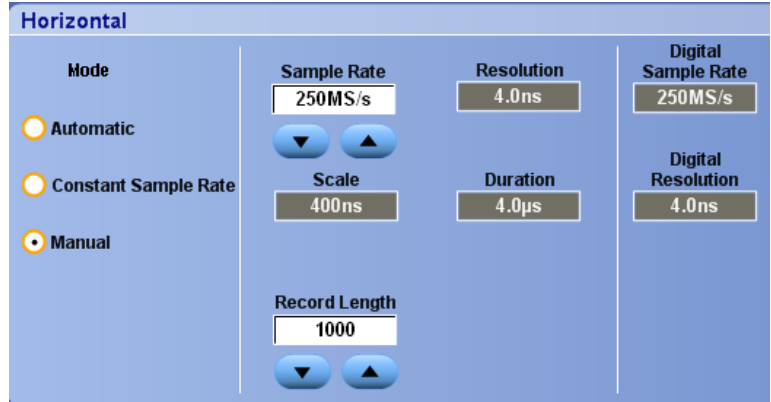 Horizontal
Mode
Automatic
Constant Sample Rate
Manual
Sample Rate
250MS/s
Scale
400ns
Record Length
1000
Resolution
4.0ns
Duration
4.0µs
Digital
Sample Rate
250MS/s
Digital
Resolution
4.0ns